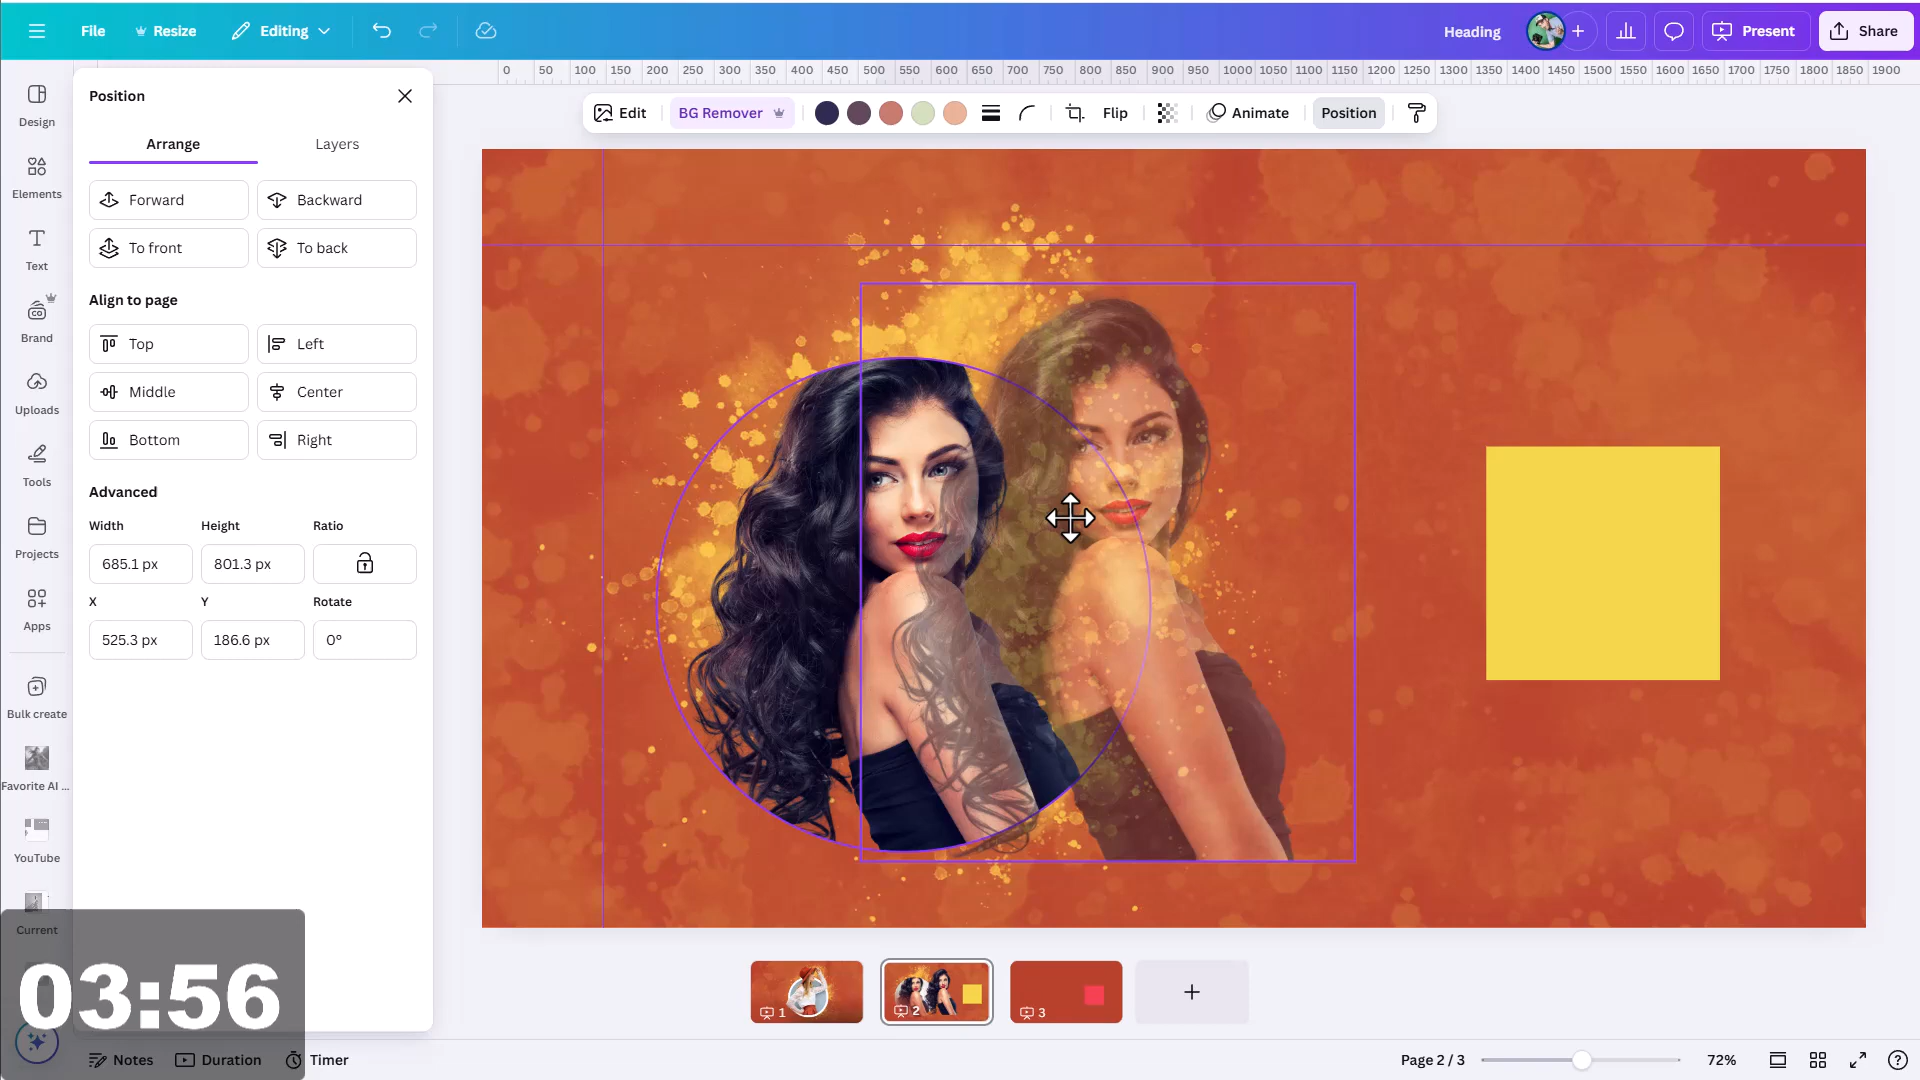 File Resize Editing Heading Present Share
0 50 100 150 200 250 300 350 400 450 500 550 600 650 700 750 800 850 900 950 1000 1050 1100 1150 1200 1250 1300 1350 1400 1450 1500 1550 1600 1650 1700 1750 1800 1850 1900
Edit BG Remover Flip Animate Position
Design
Elements
Text
Brand
CO
Uploads
Tools
Projects
Apps
Bulk create
Favorite AI ...
YouTube
Current
Position
Arrange Layers
Forward Backward
To front To back
Align to page
Top Left
Middle Center
Bottom Right
Advanced
Width Height Ratio
685.1 px 801.3 px
X Y Rotate
525.3 px 186.6 px 0°
03:56
1 2 3
Notes Duration Timer
Page 2 / 3 72%